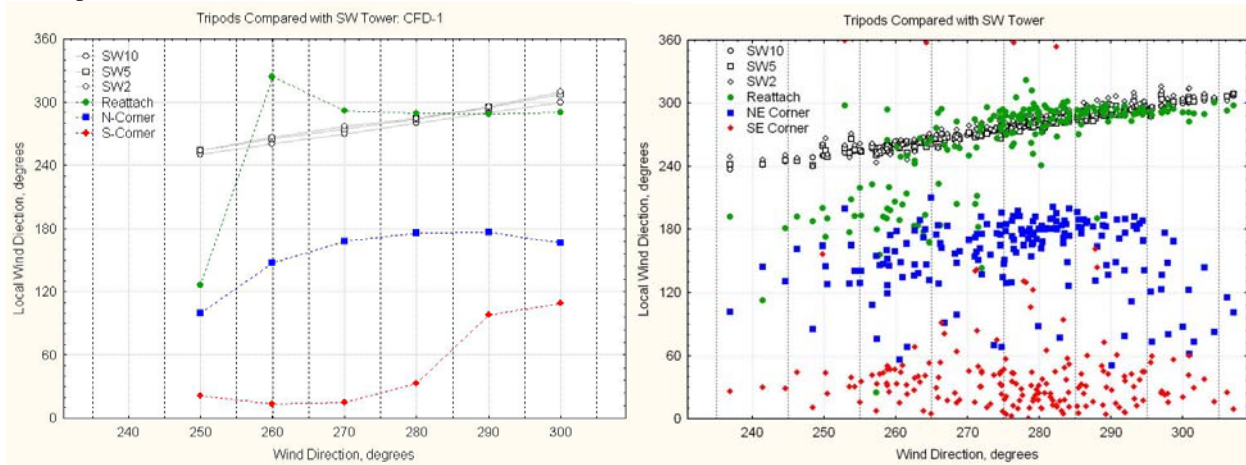 Tripods Compared with SW Tower: CFD-1
360
300
240
180
120
60
0
Local Wind Direction, degrees
SW10
SW5
SW2
Reattach
N-Corner
S-Corner
240 250 260 270 280 290 300
Wind Direction, degrees
Tripods Compared with SW Tower
360
300
240
180
120
60
0
Local Wind Direction, degrees
SW10
SW5
SW2
Reattach
NE Corner
SE Corner
240 250 260 270 280 290 300
Wind Direction, degrees